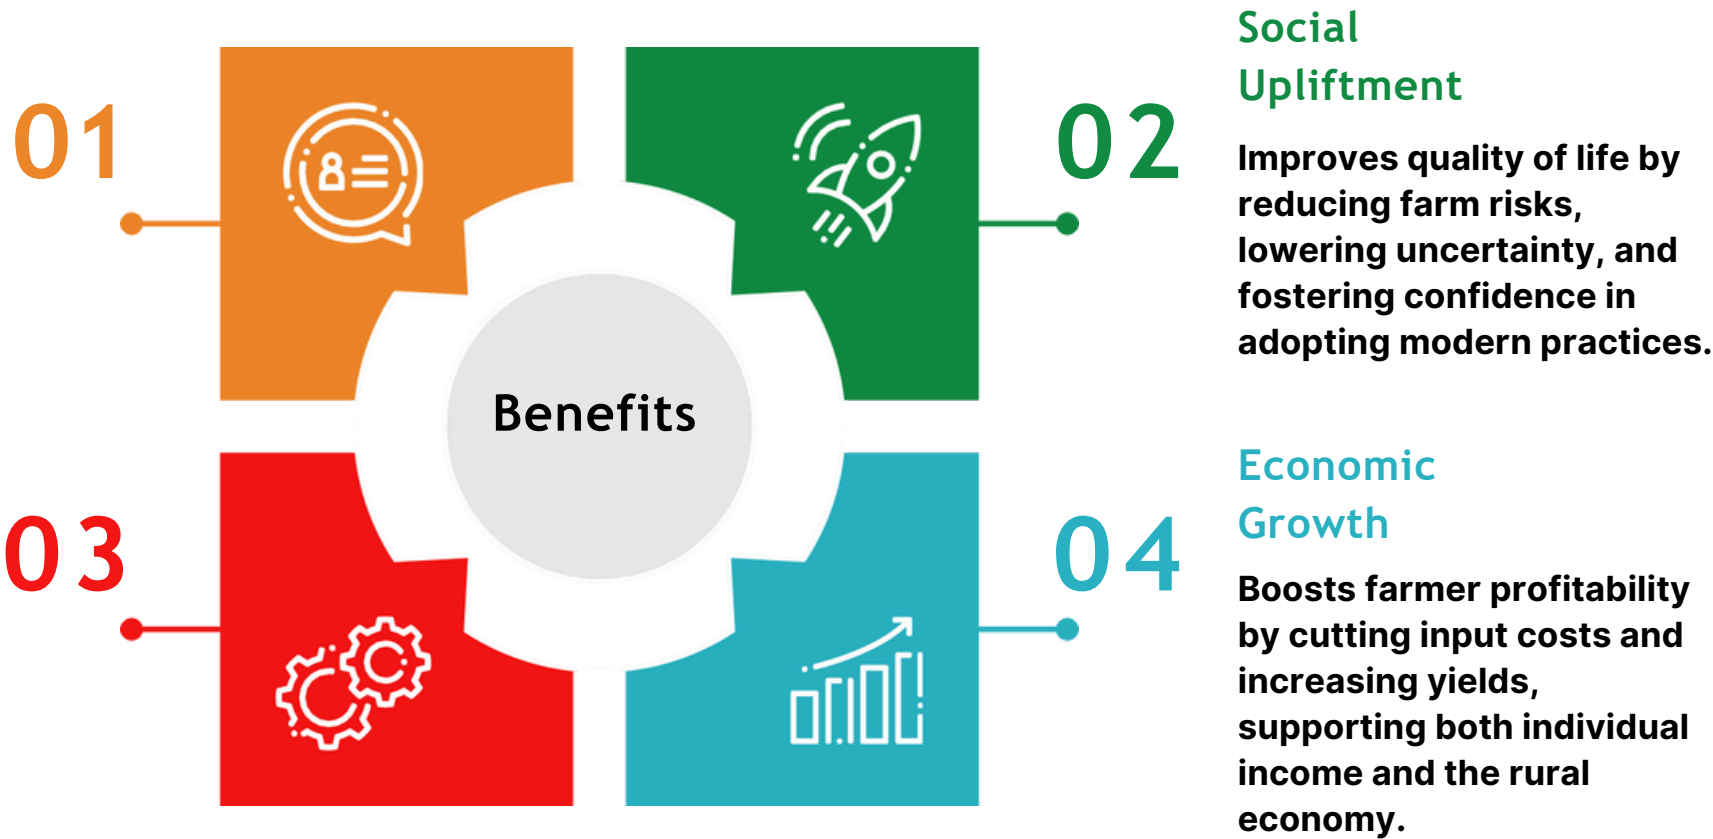 01
02
Social
Upliftment
Improves quality of life by
reducing farm risks,
lowering uncertainty, and
fostering confidence in
adopting modern practices.
Benefits
03
04
Economic
Growth
Boosts farmer profitability
by cutting input costs and
increasing yields,
supporting both individual
income and the rural
economy.